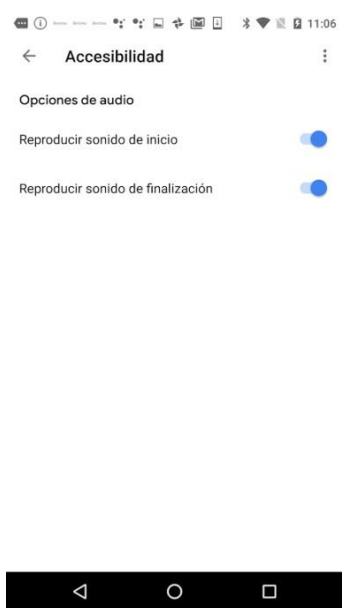 11:06
Accesibilidad
Opciones de audio
Reproducir sonido de inicio
Reproducir sonido de finalización